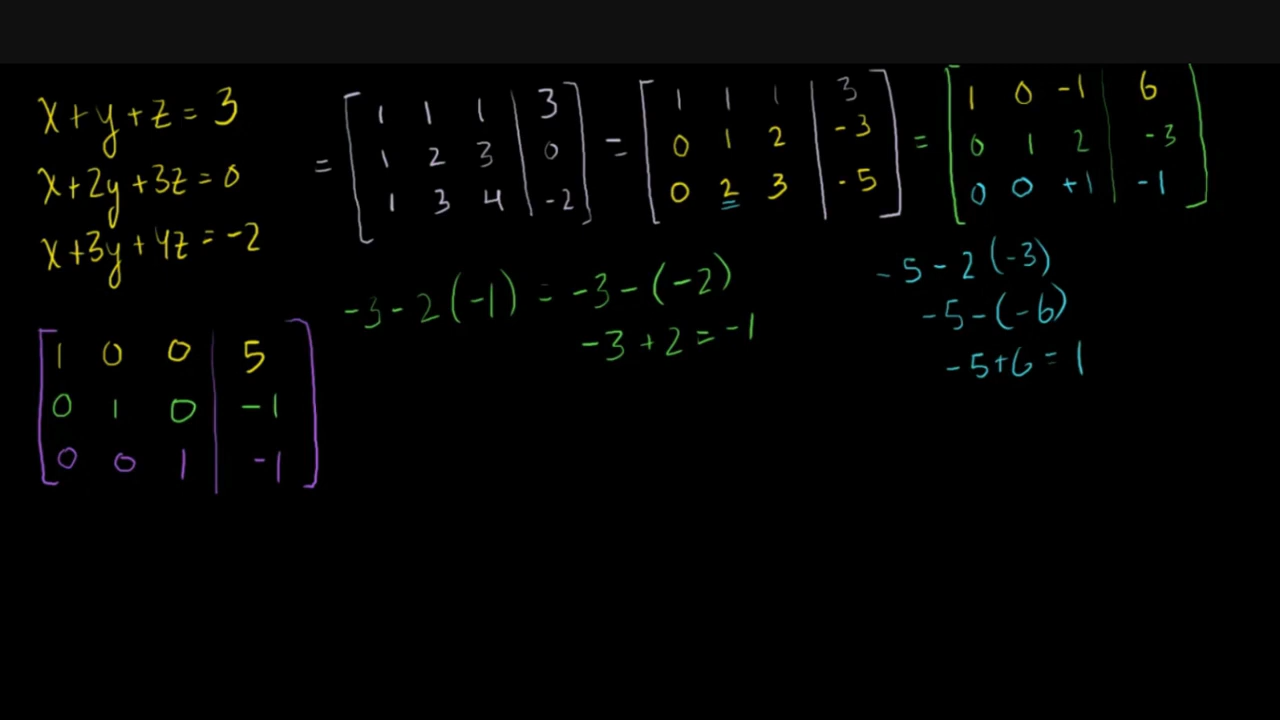 x + y + z = 3
x + 2y + 3z = 0
x + 3y + 4z = -2
= [ 1 1 1 | 3 ]
[ 1 2 3 | 0 ]
[ 1 3 4 | -2 ]
= [ 1 1 1 | 3 ]
[ 0 1 2 | -3 ]
[ 0 2 3 | -5 ]
= [ 1 0 -1 | 6 ]
[ 0 1 2 | -3 ]
[ 0 0 +1 | -1 ]
-3 - 2(-1) = -3 - (-2)
-3 + 2 = -1
-5 - 2(-3)
-5 - (-6)
-5 + 6 = 1
[ 1 0 0 | 5 ]
[ 0 1 0 | -1 ]
[ 0 0 1 | -1 ]